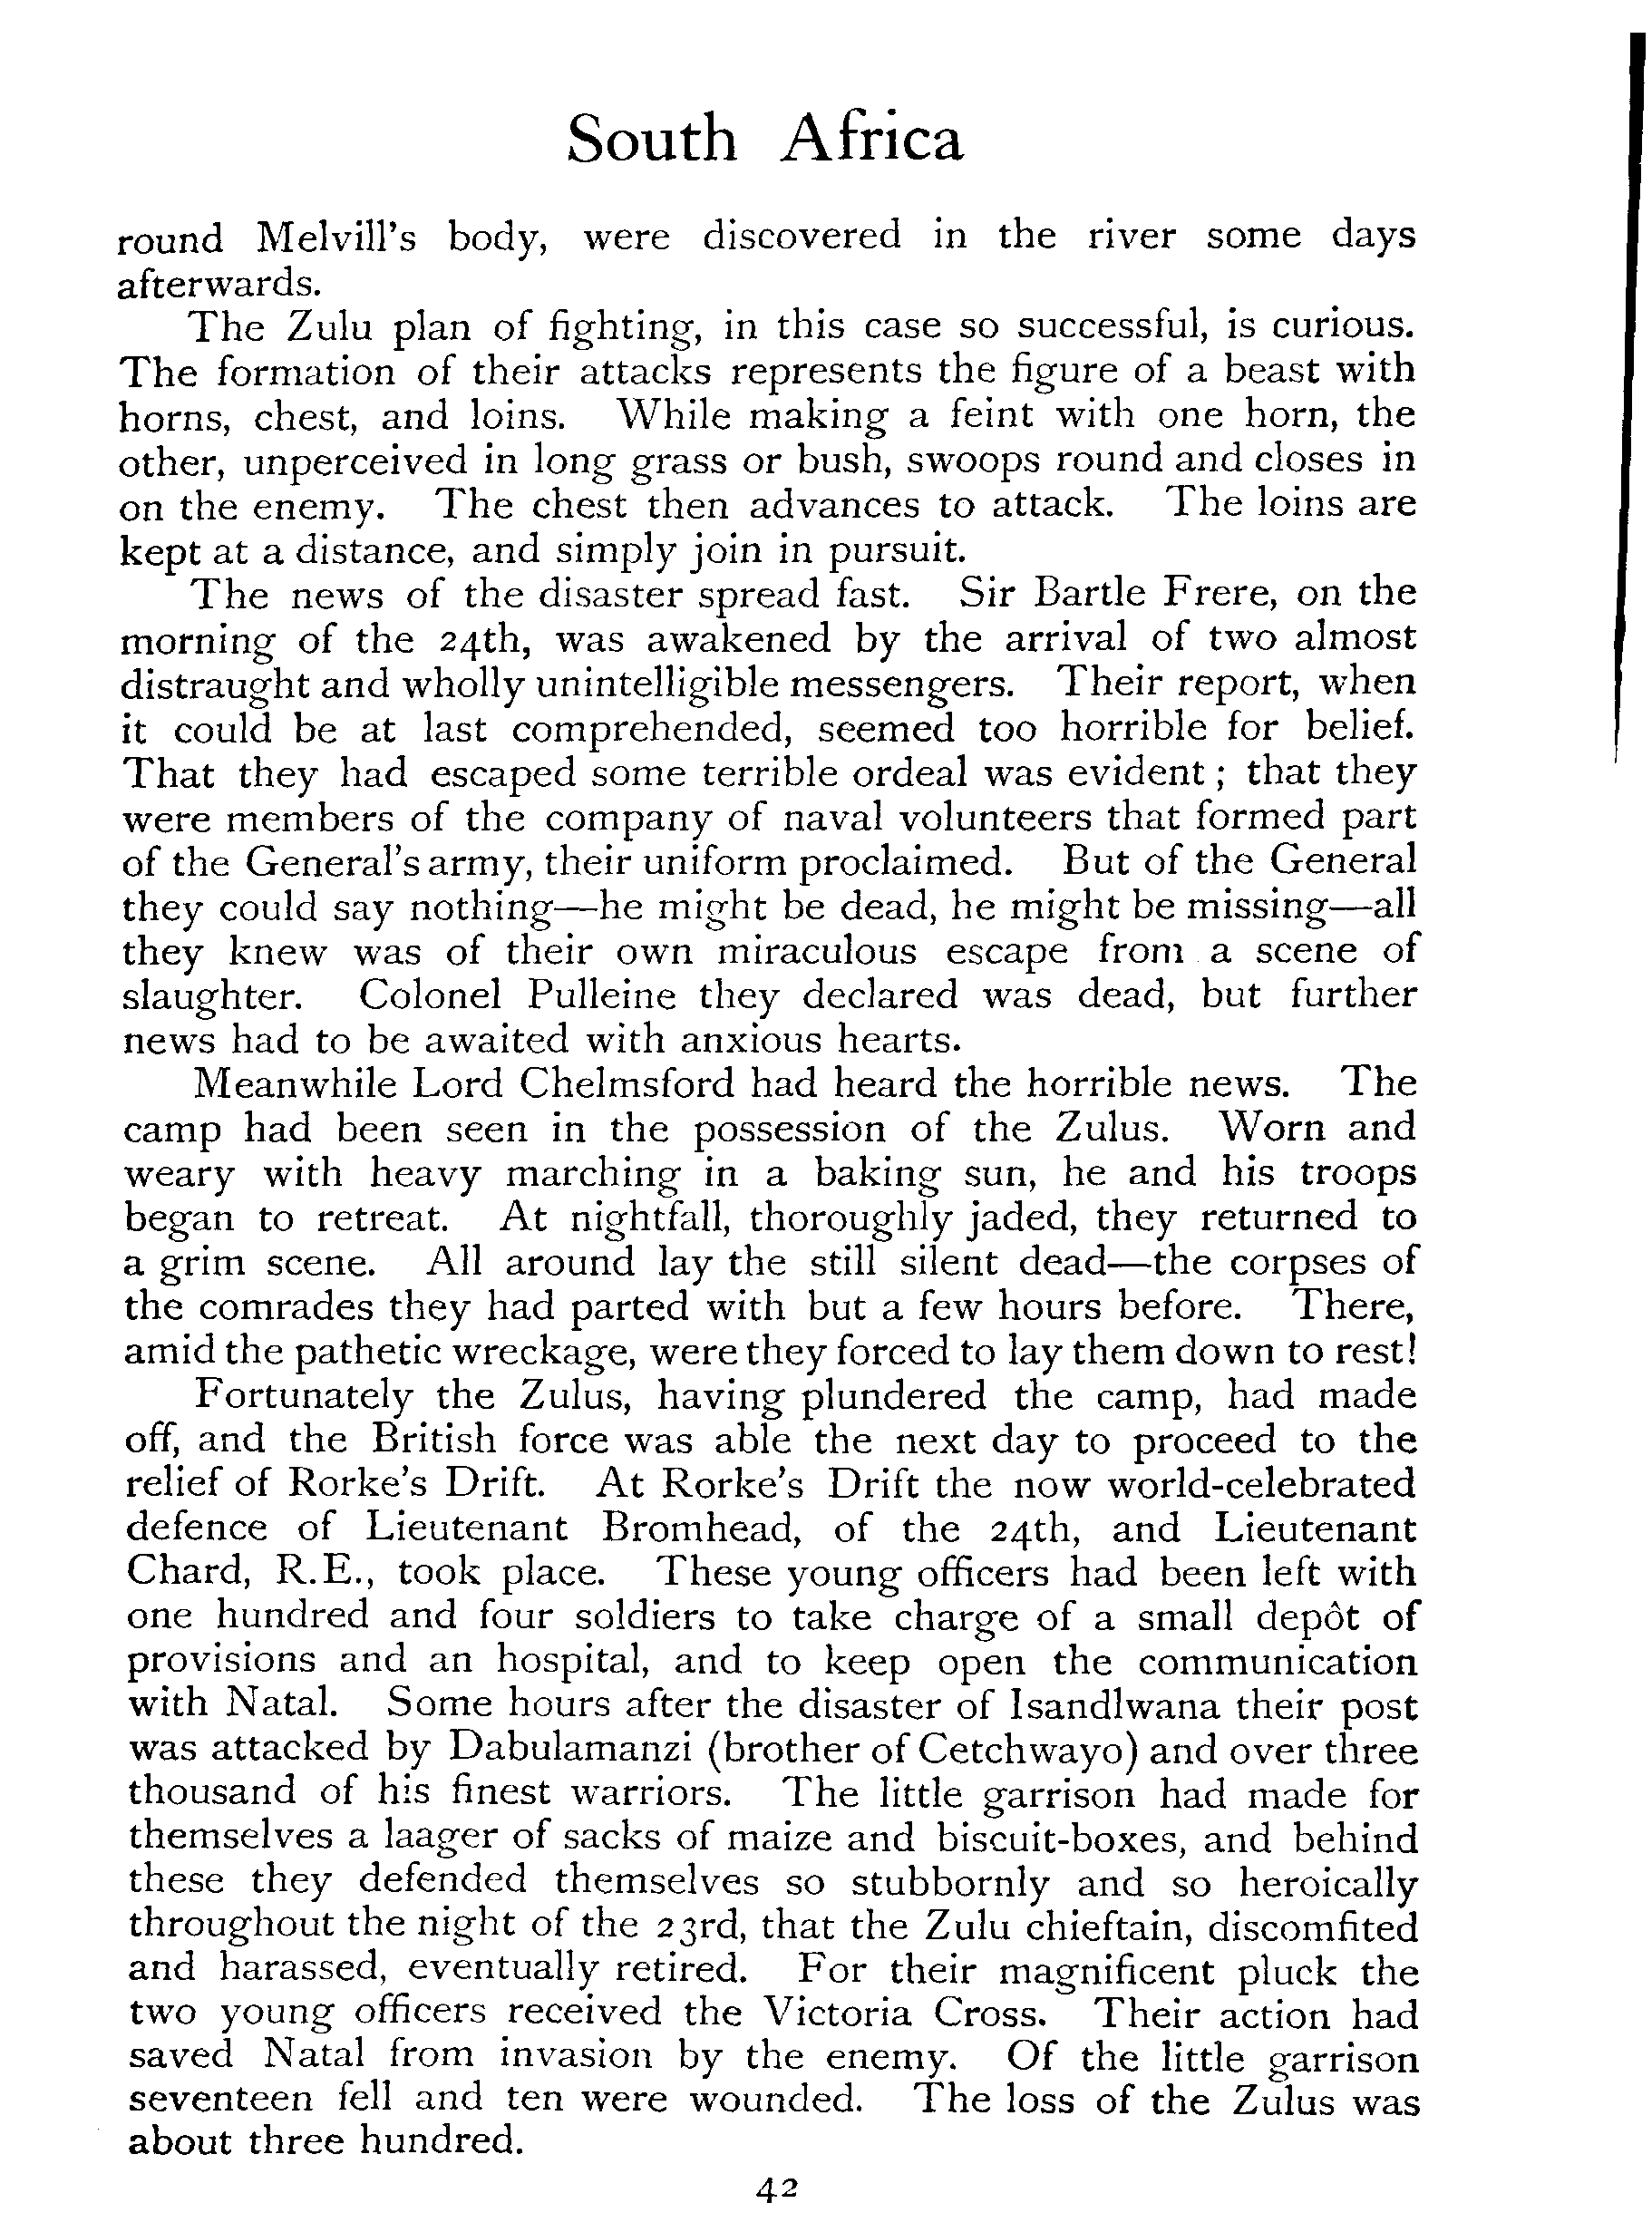 South Africa
round Melvill's body, were discovered in the river some days
afterwards.
The Zulu plan of fighting, in this case so successful, is curious.
The formation of their attacks represents the figure of a beast with
horns, chest, and loins. While making a feint with one horn, the
other, unperceived in long grass or bush, swoops round and closes in
on the enemy. The chest then advances to attack. The loins are
kept at a distance, and simply join in pursuit.
The news of the disaster spread fast. Sir Bartle Frere, on the
morning of the 24th, was awakened by the arrival of two almost
distraught and wholly unintelligible messengers. Their report, when
it could be at last comprehended, seemed too horrible for belief.
That they had escaped some terrible ordeal was evident; that they
were members of the company of naval volunteers that formed part
of the General's army, their uniform proclaimed. But of the General
they could say nothing—he might be dead, he might be missing—all
they knew was of their own miraculous escape from a scene of
slaughter. Colonel Pulleine they declared was dead, but further
news had to be awaited with anxious hearts.
Meanwhile Lord Chelmsford had heard the horrible news. The
camp had been seen in the possession of the Zulus. Worn and
weary with heavy marching in a baking sun, he and his troops
began to retreat. At nightfall, thoroughly jaded, they returned to
a grim scene. All around lay the still silent dead—the corpses of
the comrades they had parted with but a few hours before. There,
amid the pathetic wreckage, were they forced to lay them down to rest!
Fortunately the Zulus, having plundered the camp, had made
off, and the British force was able the next day to proceed to the
relief of Rorke's Drift. At Rorke's Drift the now world-celebrated
defence of Lieutenant Bromhead, of the 24th, and Lieutenant
Chard, R.E., took place. These young officers had been left with
one hundred and four soldiers to take charge of a small depôt of
provisions and an hospital, and to keep open the communication
with Natal. Some hours after the disaster of Isandlwana their post
was attacked by Dabulamanzi (brother of Cetchwayo) and over three
thousand of his finest warriors. The little garrison had made for
themselves a laager of sacks of maize and biscuit-boxes, and behind
these they defended themselves so stubbornly and so heroically
throughout the night of the 23rd, that the Zulu chieftain, discomfited
and harassed, eventually retired. For their magnificent pluck the
two young officers received the Victoria Cross. Their action had
saved Natal from invasion by the enemy. Of the little garrison
seventeen fell and ten were wounded. The loss of the Zulus was
about three hundred.
42